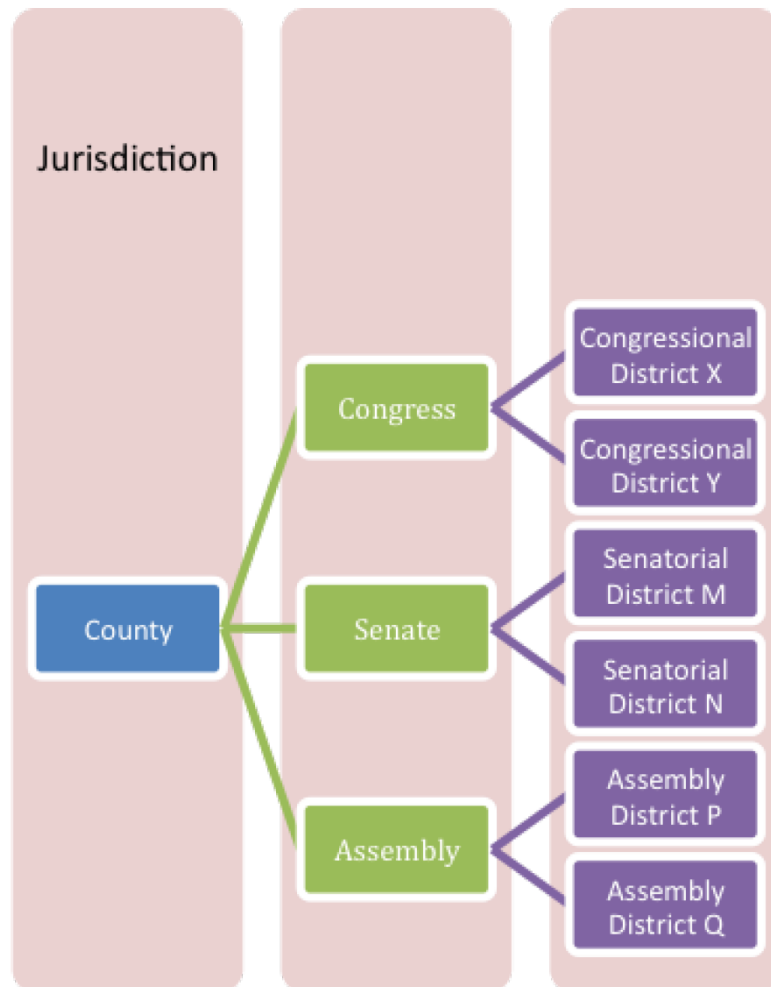 Jurisdiction
County
Congress
Senate
Assembly
Congressional
District X
Congressional
District Y
Senatorial
District M
Senatorial
District N
Assembly
District P
Assembly
District Q